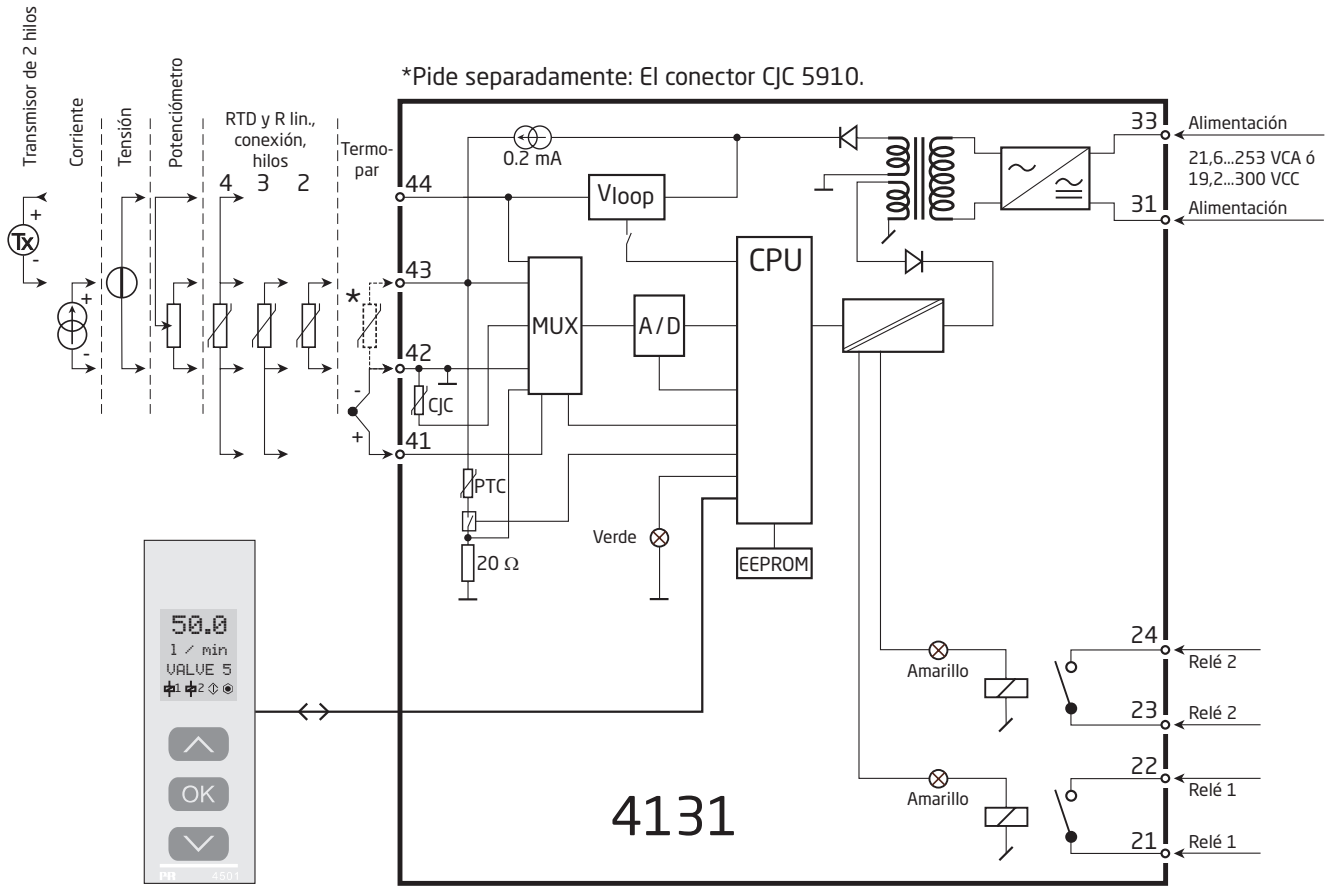 Transmisor de 2 hilos
Corriente
Tensión
Potenciómetro
RTD y R lin.,
conexión,
hilos
4 3 2
Termo-
par
*Pide separadamente: El conector CJC 5910.
+
Tx
-
+
-
*
-
+
44
43
42
41
0.2 mA
Vloop
CPU
MUX
A/D
CJC
PTC
20 Ω
Verde
EEPROM
33
Alimentación
21,6...253 VCA ó
19,2...300 VCC
31
Alimentación
50.0
l / min
VALVE 5
1 2
OK
PR 4501
4131
Amarillo
24
Relé 2
23
Relé 2
Amarillo
22
Relé 1
21
Relé 1